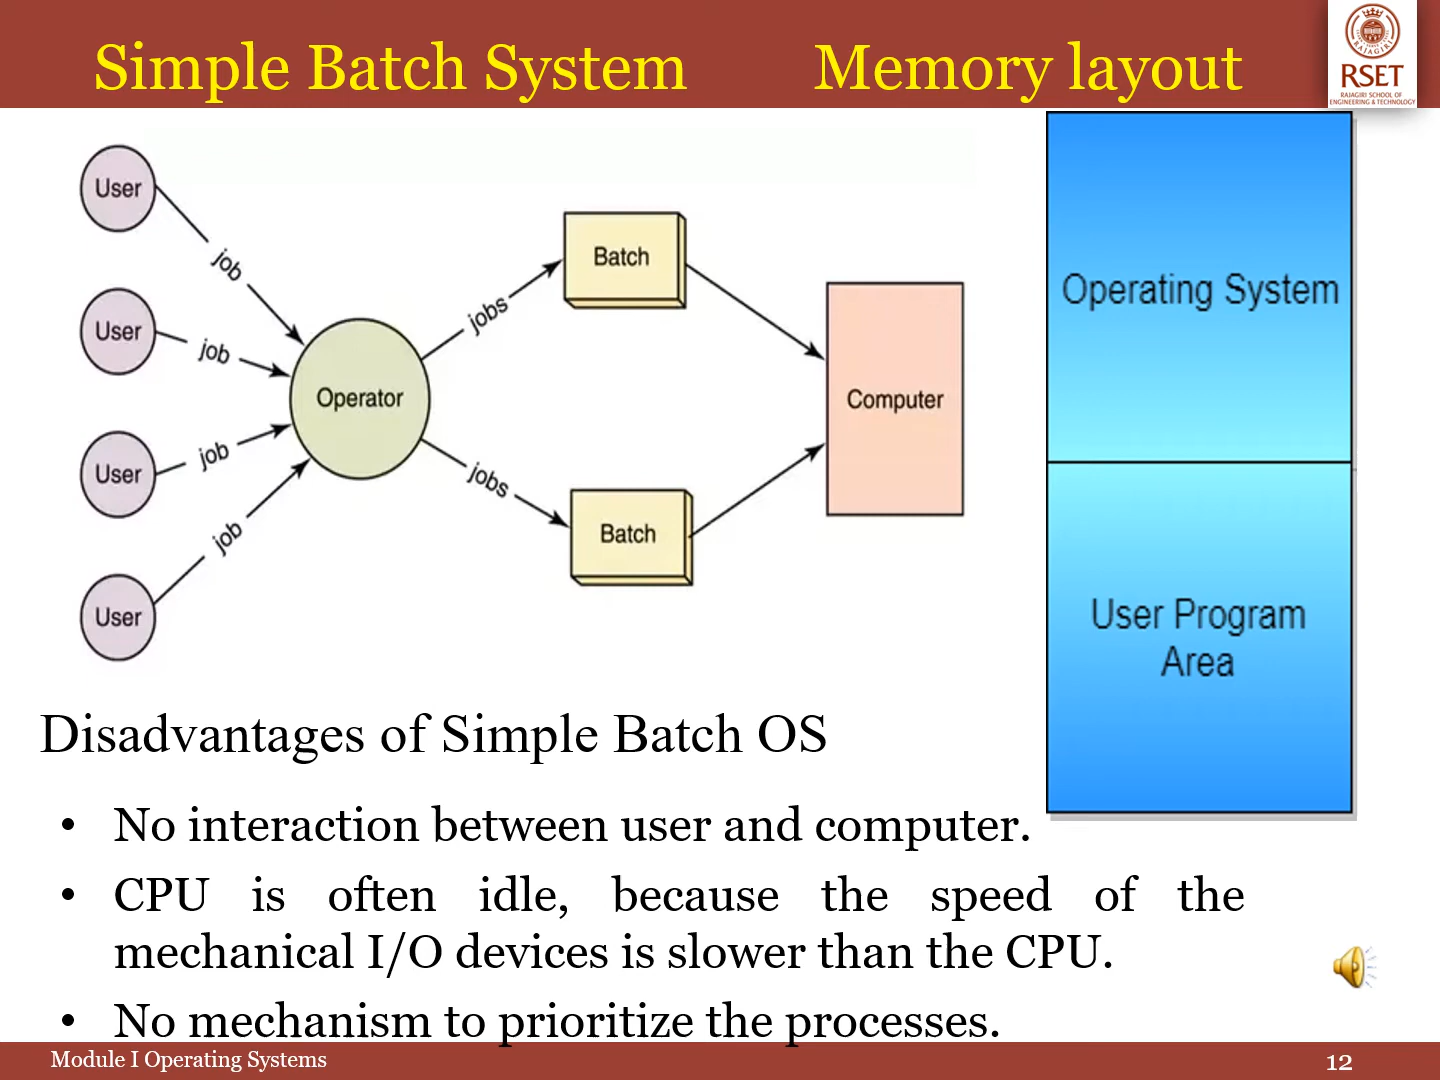 Simple Batch System
Memory layout
RAJAGIRI
RSET
RAJAGIRI SCHOOL OF
ENGINEERING & TECHNOLOGY
User
job
User
job
User
job
User
job
Operator
jobs
jobs
Batch
Batch
Computer
Operating System
User Program
Area
Disadvantages of Simple Batch OS
• No interaction between user and computer.
• CPU is often idle, because the speed of the
mechanical I/O devices is slower than the CPU.
• No mechanism to prioritize the processes.
Module I Operating Systems
12